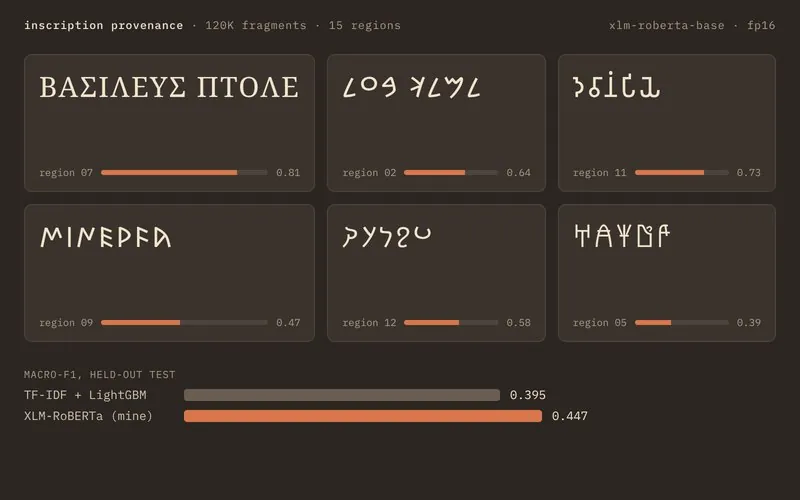 inscription provenance · 120K fragments · 15 regions
xlm-roberta-base · fp16
ΒΑΣΙΛΕΥΣ ΠΤΟΛΕ
region 07 0.81
region 02 0.64
region 11 0.73
𐌌𐌉𐌍𐌄𐌓𐌅𐌀
region 09 0.47
region 12 0.58
region 05 0.39
MACRO-F1, HELD-OUT TEST
TF-IDF + LightGBM 0.395
XLM-RoBERTa (mine) 0.447